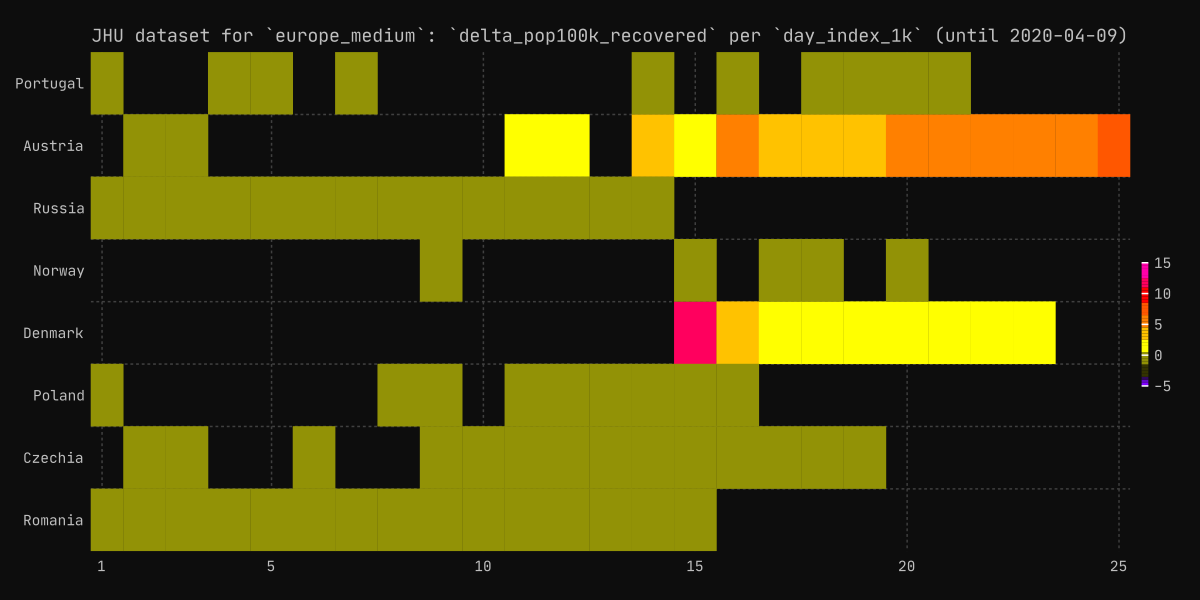 JHU dataset for `europe_medium`: `delta_pop100k_recovered` per `day_index_1k` (until 2020-04-09)
Portugal
Austria
Russia
Norway
Denmark
Poland
Czechia
Romania
15
10
5
0
-5
1 5 10 15 20 25